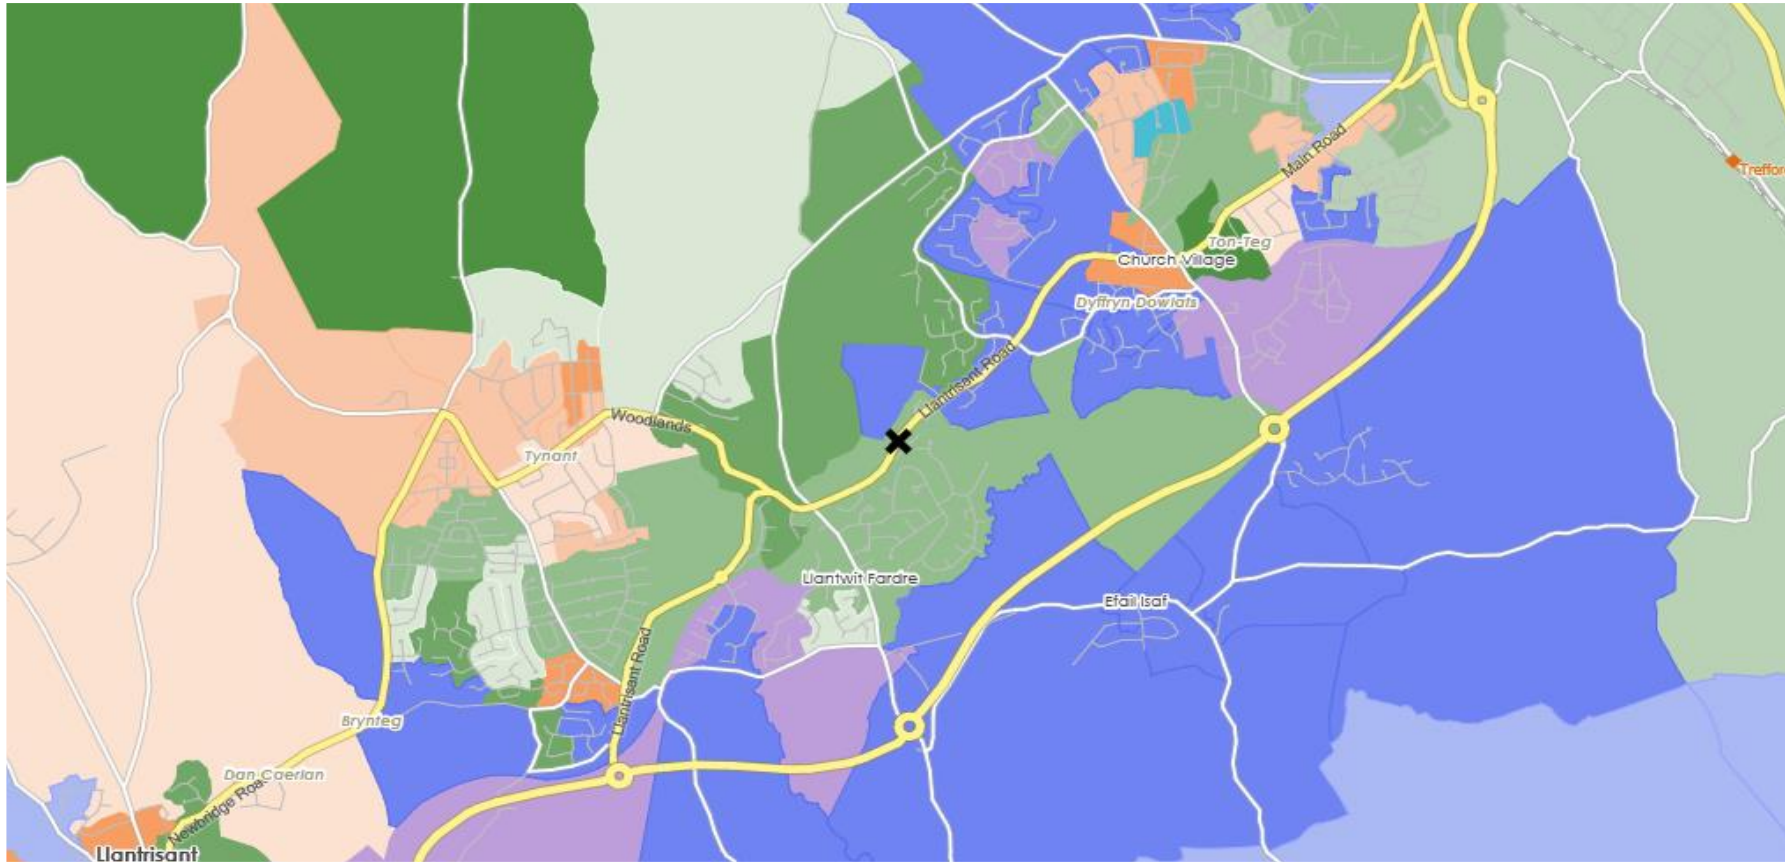 Main Road
Treffor
Ton-Teg
Church Village
Dyffryn Dowlais
Llantrisant Road
Woodlands
Tynant
Llantwit Fardre
Efail Isaf
Llantrisant Road
Brynteg
Dan Caerlan
Newbridge Road
Llantrisant